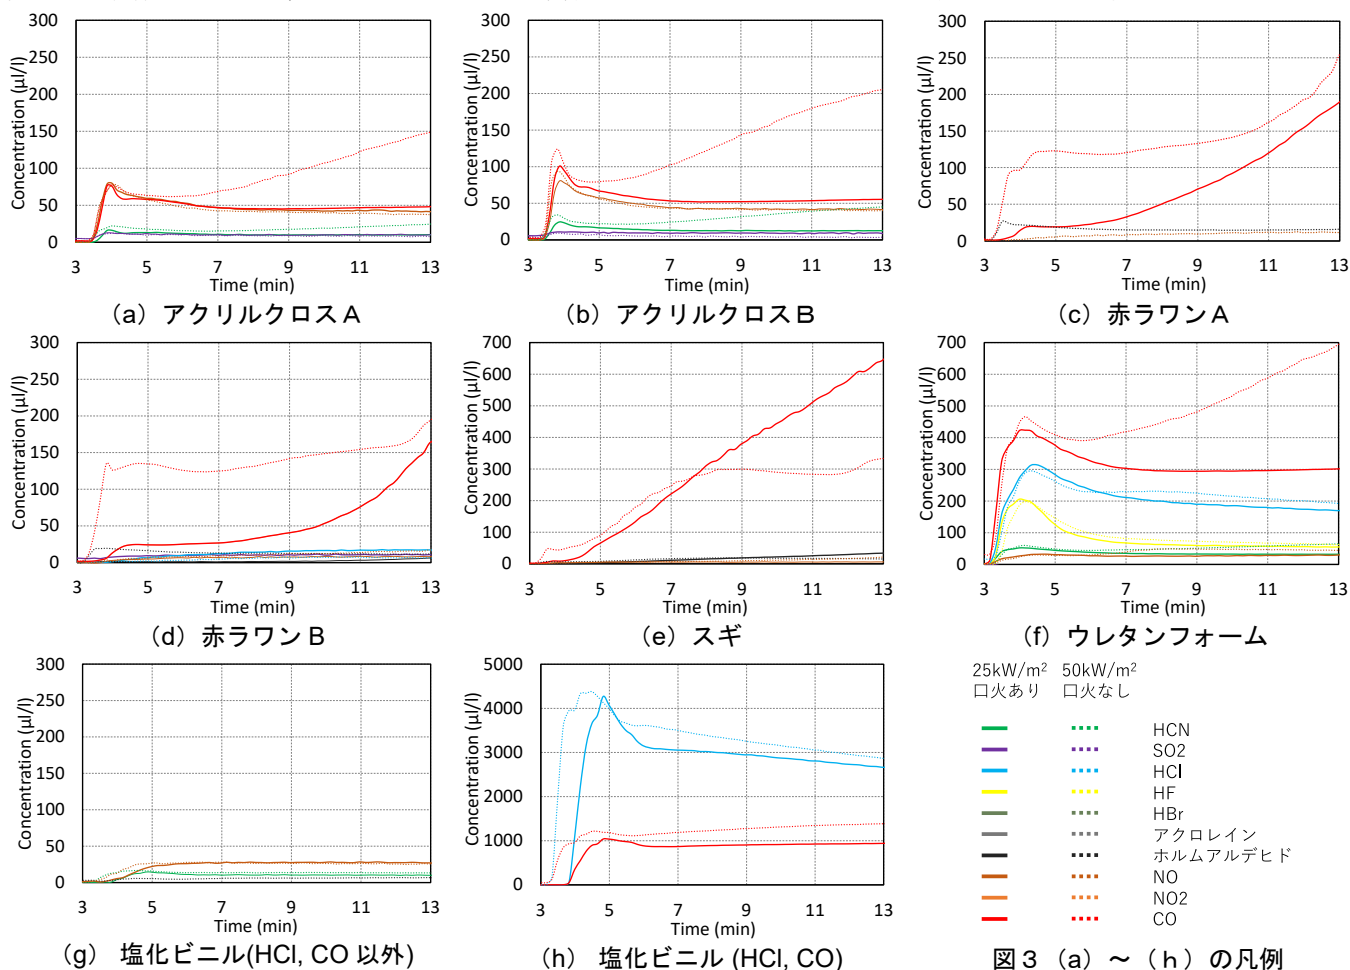 300
250
200
150
100
50
0
Concentration (µl/l)
3 5 7 9 11 13
Time (min)
(a) アクリルクロスA
300
250
200
150
100
50
0
Concentration (µl/l)
3 5 7 9 11 13
Time (min)
(b) アクリルクロスB
300
250
200
150
100
50
0
Concentration (µl/l)
3 5 7 9 11 13
Time (min)
(c) 赤ラワンA
300
250
200
150
100
50
0
Concentration (µl/l)
3 5 7 9 11 13
Time (min)
(d) 赤ラワンB
700
600
500
400
300
200
100
0
Concentration (µl/l)
3 5 7 9 11 13
Time (min)
(e) スギ
700
600
500
400
300
200
100
0
Concentration (µl/l)
3 5 7 9 11 13
Time (min)
(f) ウレタンフォーム
300
250
200
150
100
50
0
Concentration (µl/l)
3 5 7 9 11 13
Time (min)
(g) 塩化ビニル(HCl, CO 以外)
5000
4000
3000
2000
1000
0
Concentration (µl/l)
3 5 7 9 11 13
Time (min)
(h) 塩化ビニル (HCl, CO)
25kW/m² 50kW/m²
口火あり 口火なし
HCN
SO2
HCl
HF
HBr
アクロレイン
ホルムアルデヒド
NO
NO2
CO
図3 (a)~(h)の凡例